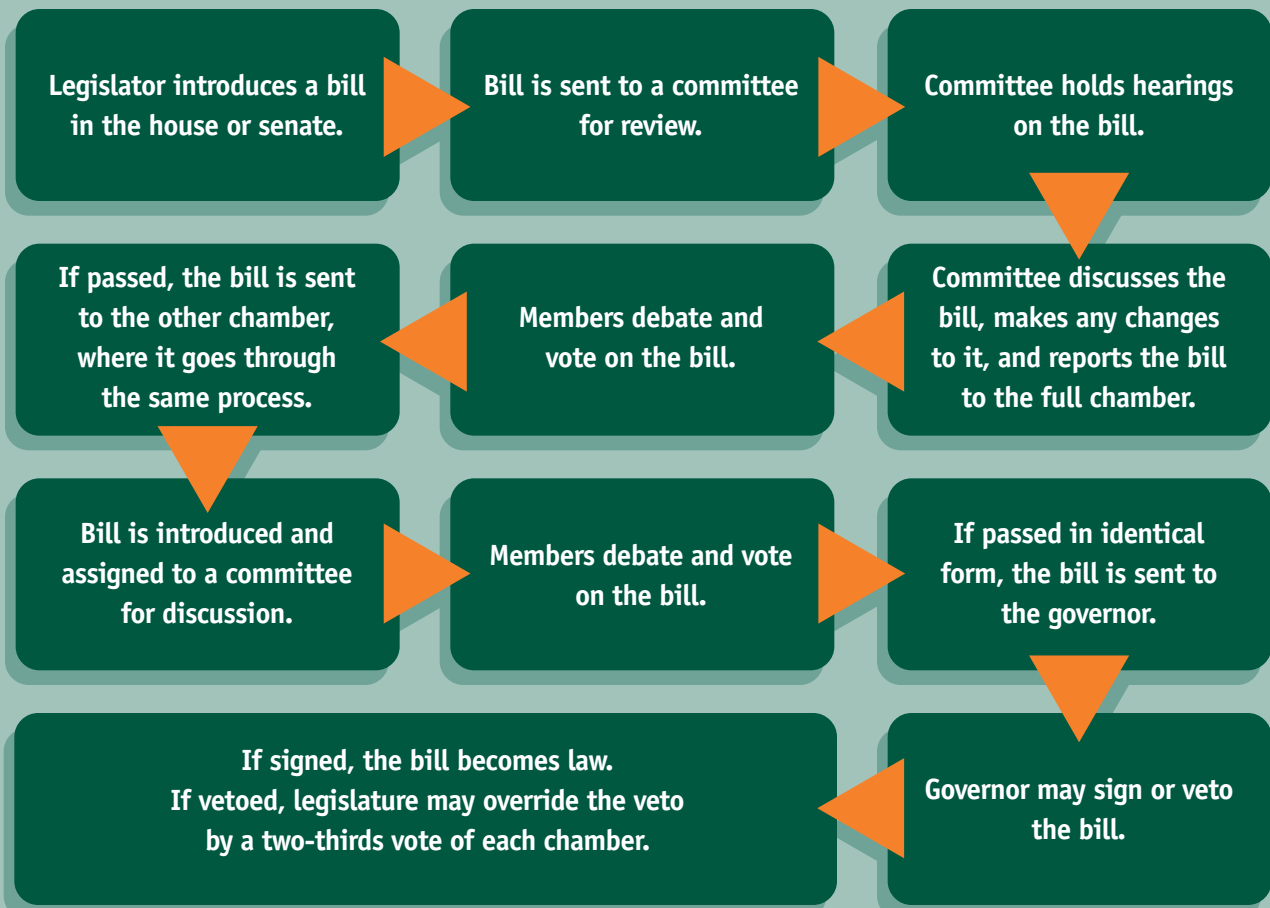 Legislator introduces a bill
in the house or senate.
Bill is sent to a committee
for review.
Committee holds hearings
on the bill.
Committee discusses the
bill, makes any changes
to it, and reports the bill
to the full chamber.
Members debate and
vote on the bill.
If passed, the bill is sent
to the other chamber,
where it goes through
the same process.
Bill is introduced and
assigned to a committee
for discussion.
Members debate and vote
on the bill.
If passed in identical
form, the bill is sent to
the governor.
Governor may sign or veto
the bill.
If signed, the bill becomes law.
If vetoed, legislature may override the veto
by a two-thirds vote of each chamber.